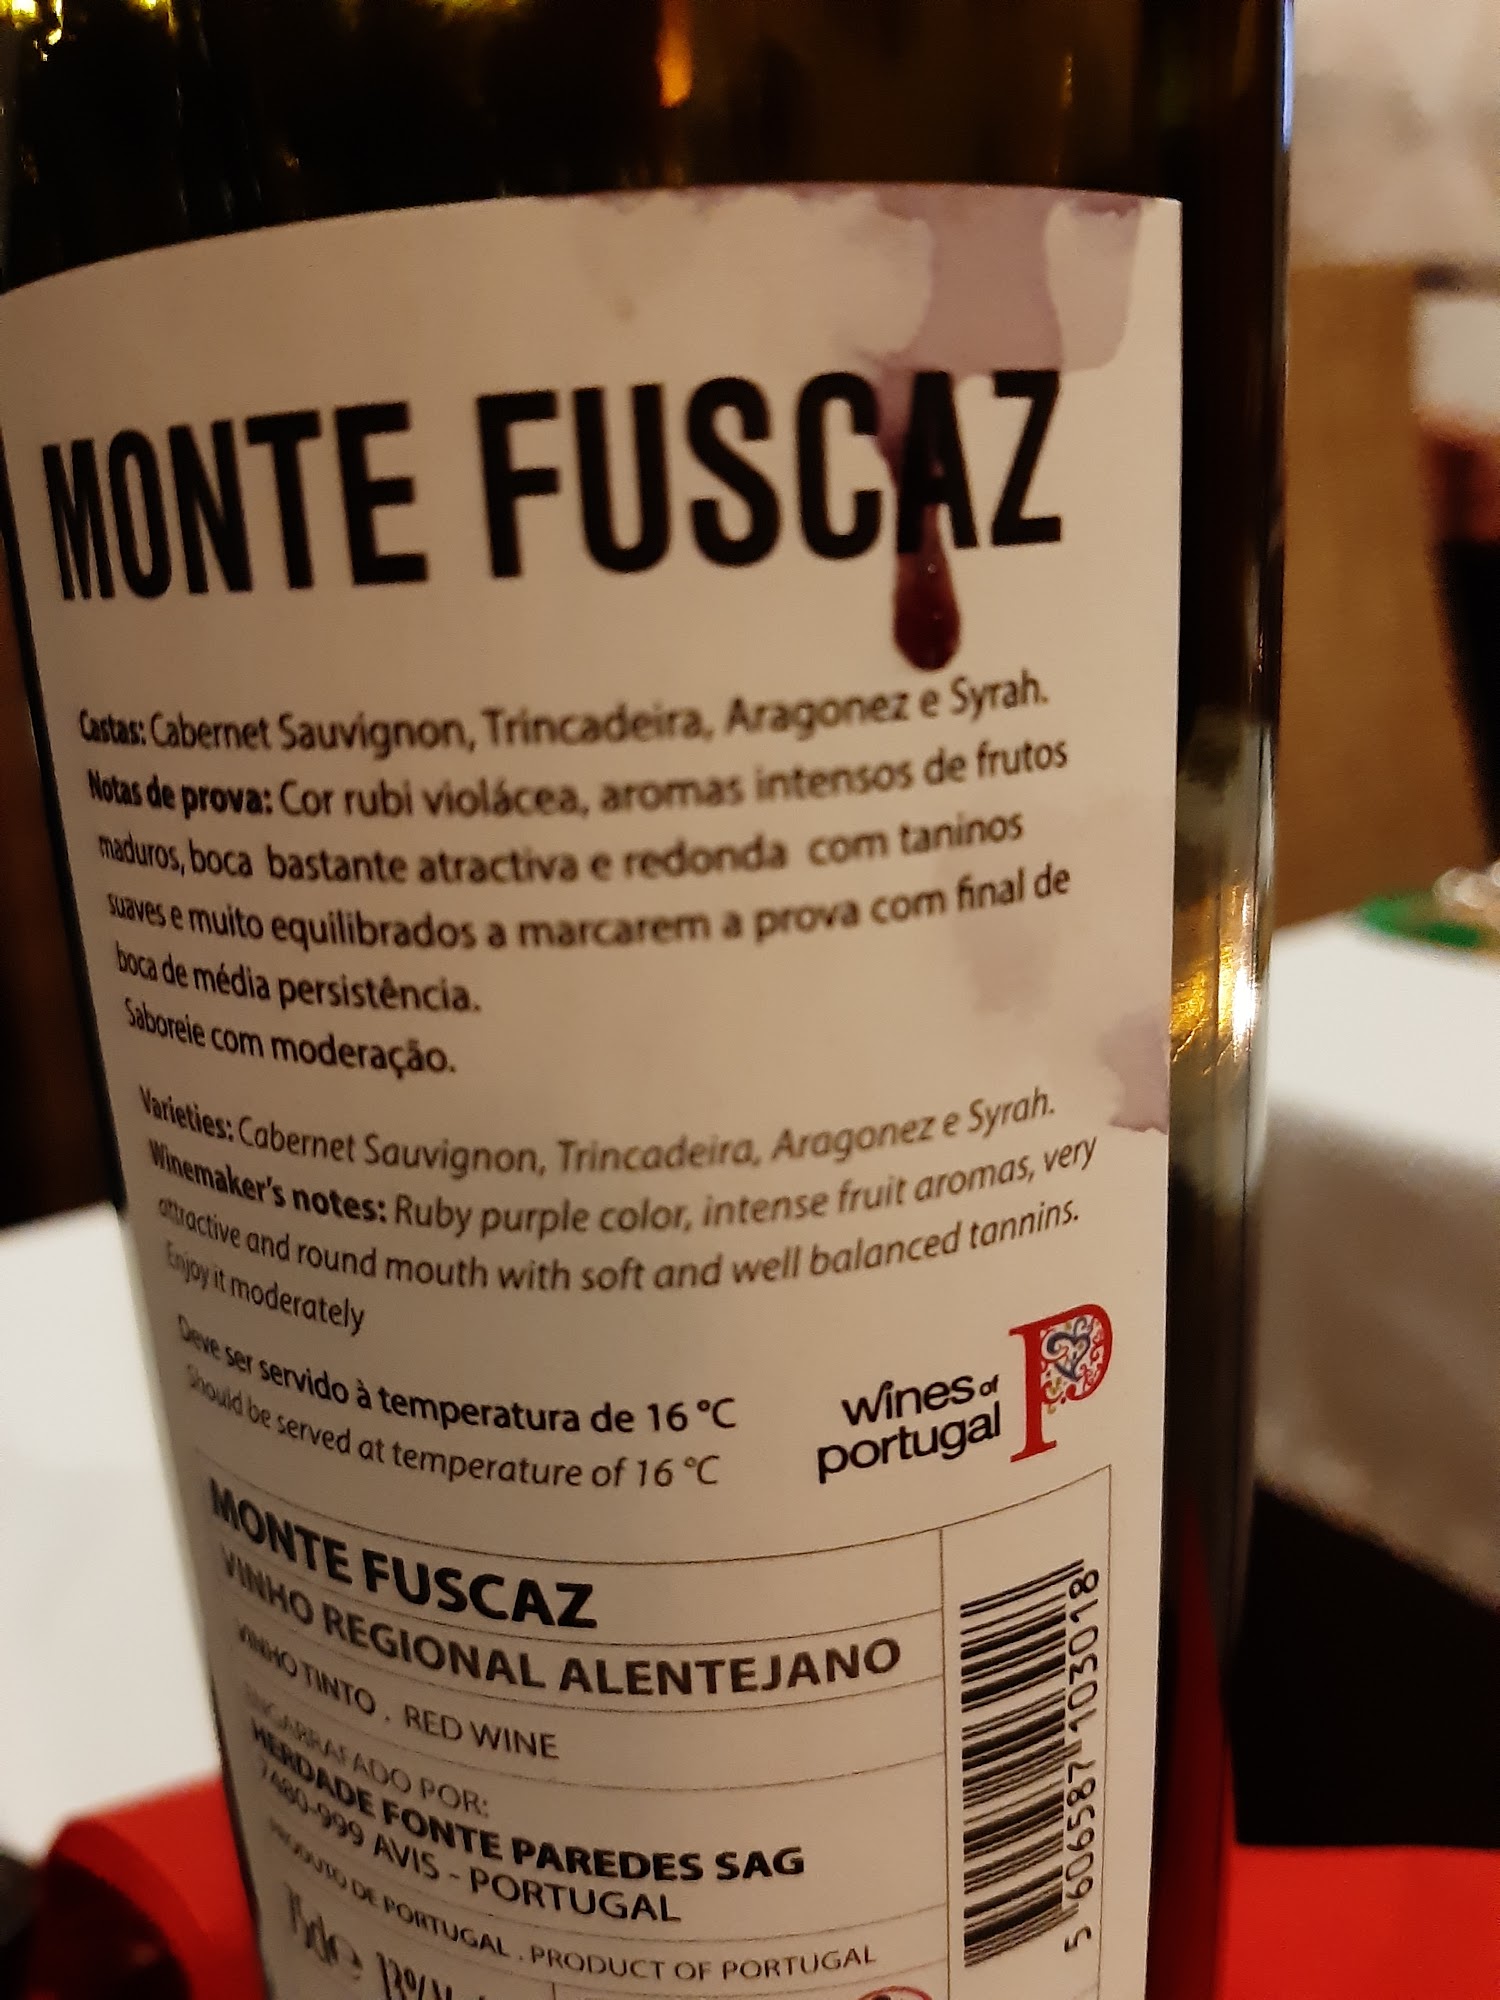 MONTE FUSCAZ
Castas: Cabernet Sauvignon, Trincadeira, Aragonez e Syrah.
Notas de prova: Cor rubi violácea, aromas intensos de frutos
maduros, boca bastante atractiva e redonda com taninos
suaves e muito equilibrados a marcarem a prova com final de
boca de média persistência.
Saboreie com moderação.
Varieties: Cabernet Sauvignon, Trincadeira, Aragonez e Syrah.
Winemaker's notes: Ruby purple color, intense fruit aromas, very
attractive and round mouth with soft and well balanced tannins.
Enjoy it moderately
Deve ser servido à temperatura de 16 °C
Should be served at temperature of 16 °C
wines of
portugal
MONTE FUSCAZ
VINHO REGIONAL ALENTEJANO
VINHO TINTO . RED WINE
ENGARRAFADO POR:
HERDADE FONTE PAREDES SAG
7480-999 AVIS - PORTUGAL
PRODUTO DE PORTUGAL . PRODUCT OF PORTUGAL
5 606587 103018